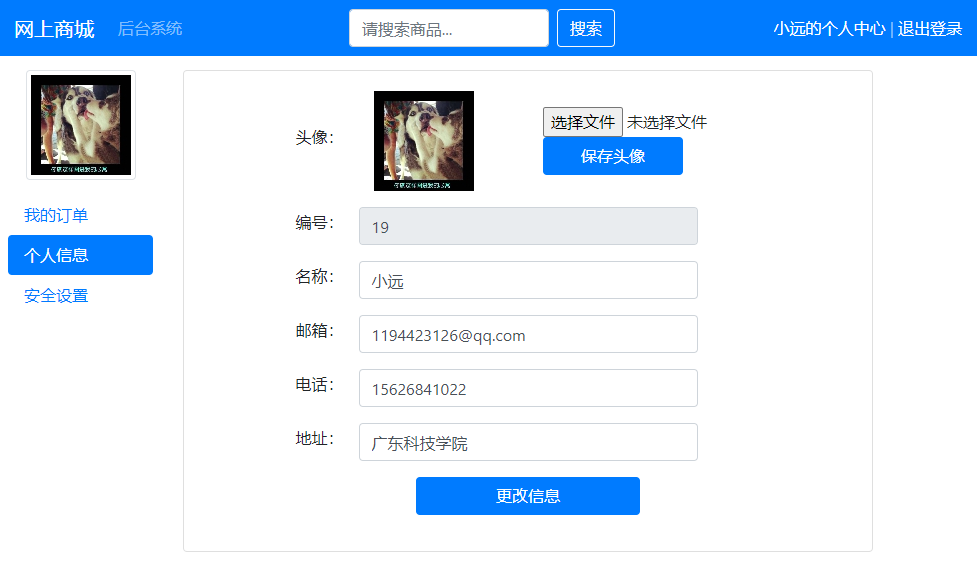 网上商城 后台系统 请搜索商品... 搜索 小远的个人中心 | 退出登录
我的订单
个人信息
安全设置
头像： 选择文件 未选择文件
保存头像
编号： 19
名称： 小远
邮箱： 1194423126@qq.com
电话： 15626841022
地址： 广东科技学院
更改信息